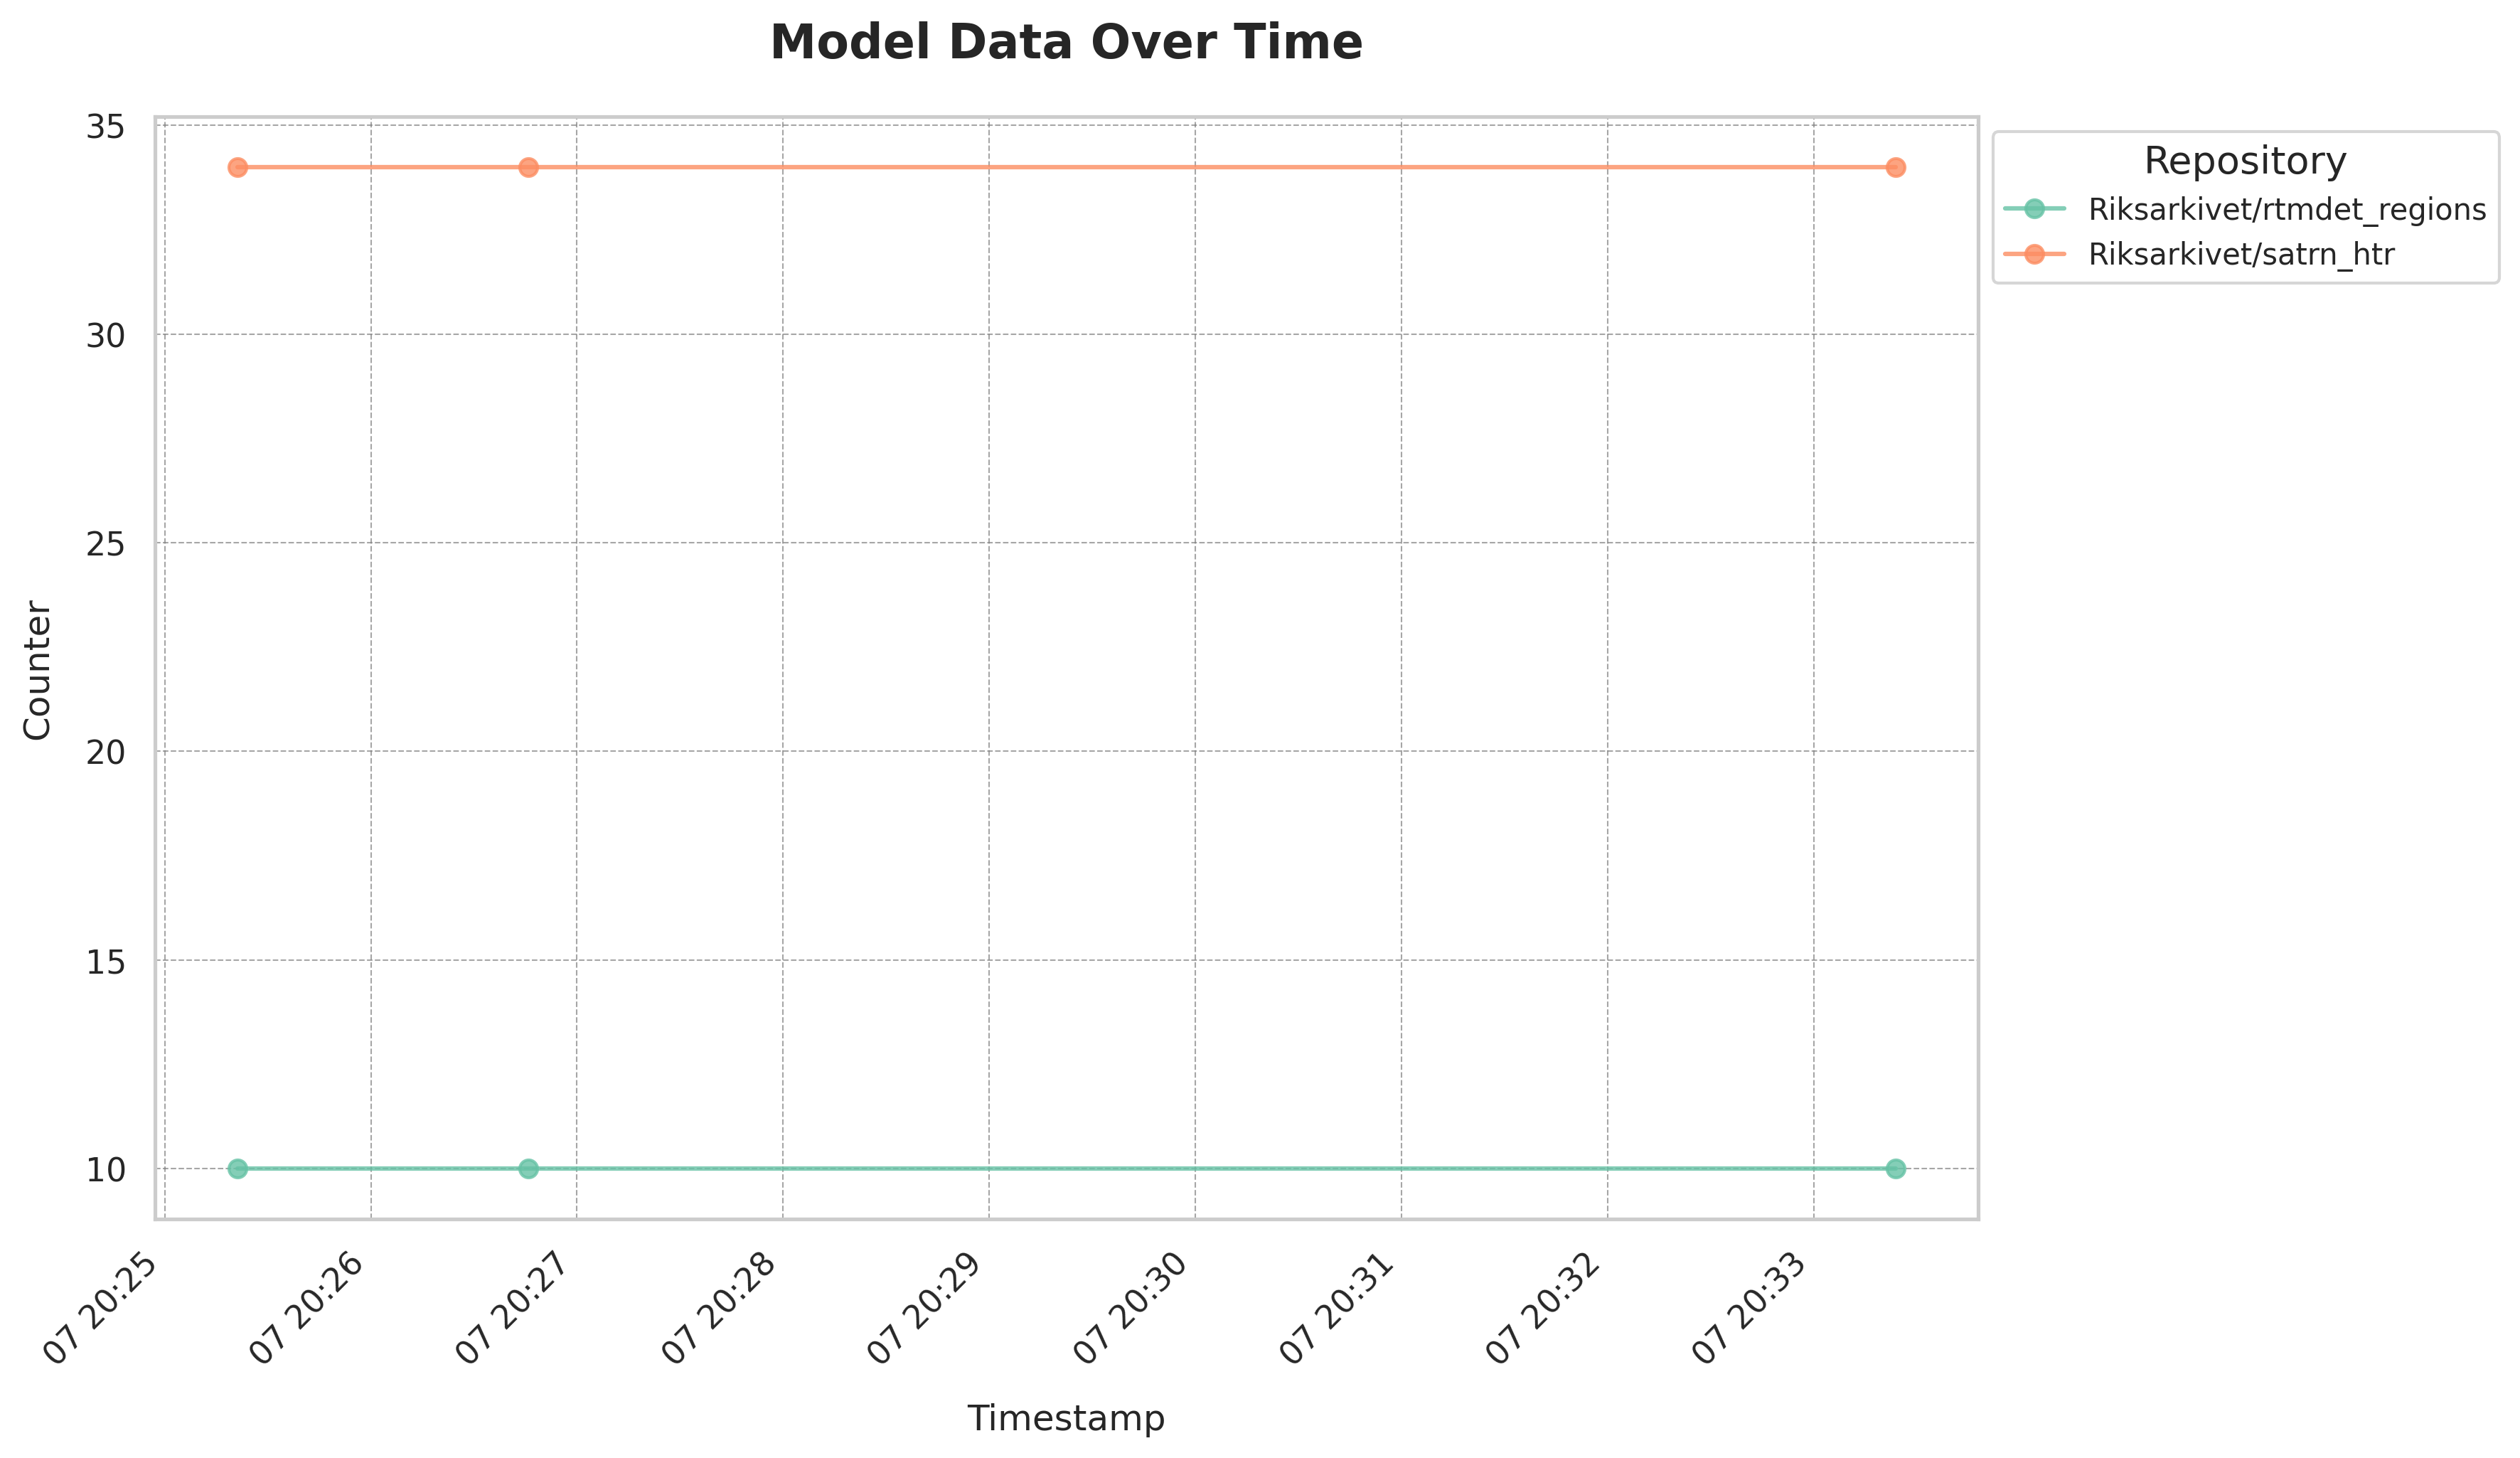 Model Data Over Time
Repository
Riksarkivet/rtmdet_regions
Riksarkivet/satrn_htr
Counter
35
30
25
20
15
10
07 20:25
07 20:26
07 20:27
07 20:28
07 20:29
07 20:30
07 20:31
07 20:32
07 20:33
Timestamp